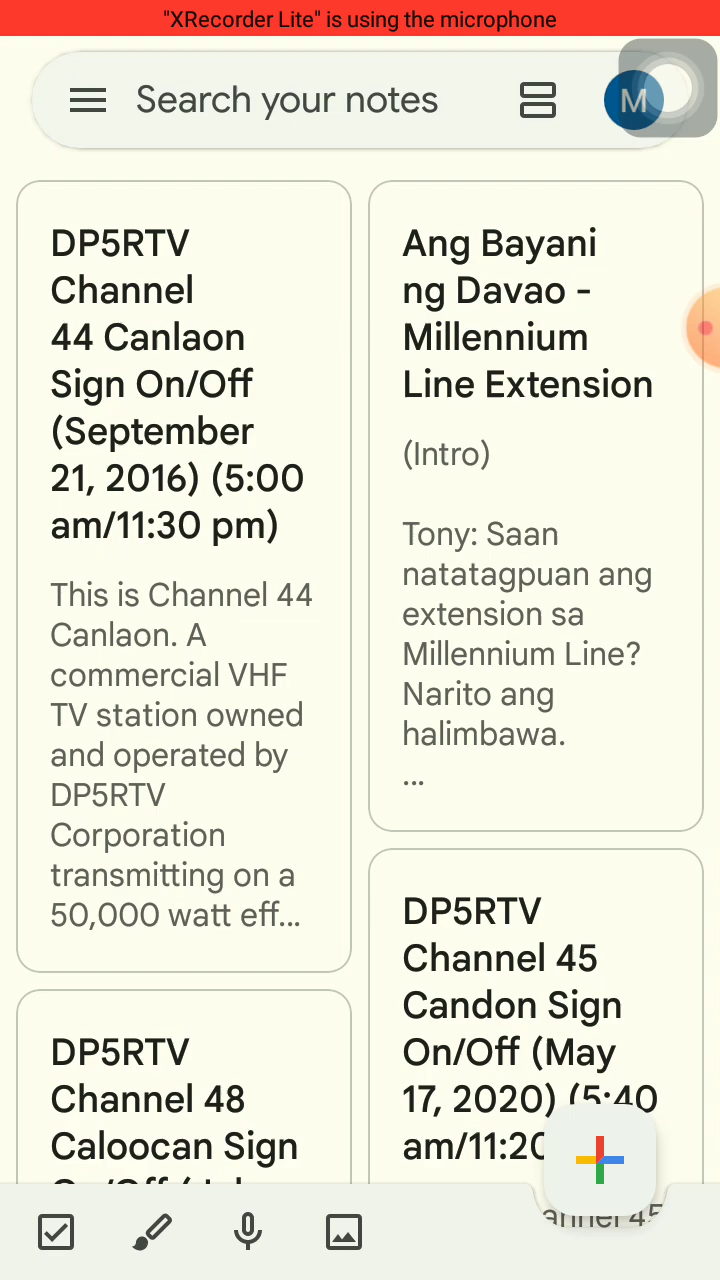 "XRecorder Lite" is using the microphone
Search your notes
M
DP5RTV
Channel
44 Canlaon
Sign On/Off
(September
21, 2016) (5:00
am/11:30 pm)
This is Channel 44
Canlaon. A
commercial VHF
TV station owned
and operated by
DP5RTV
Corporation
transmitting on a
50,000 watt eff...
DP5RTV
Channel 48
Caloocan Sign
Ang Bayani
ng Davao -
Millennium
Line Extension
(Intro)
Tony: Saan
natatagpuan ang
extension sa
Millennium Line?
Narito ang
halimbawa.
...
DP5RTV
Channel 45
Candon Sign
On/Off (May
17, 2020) (5:40